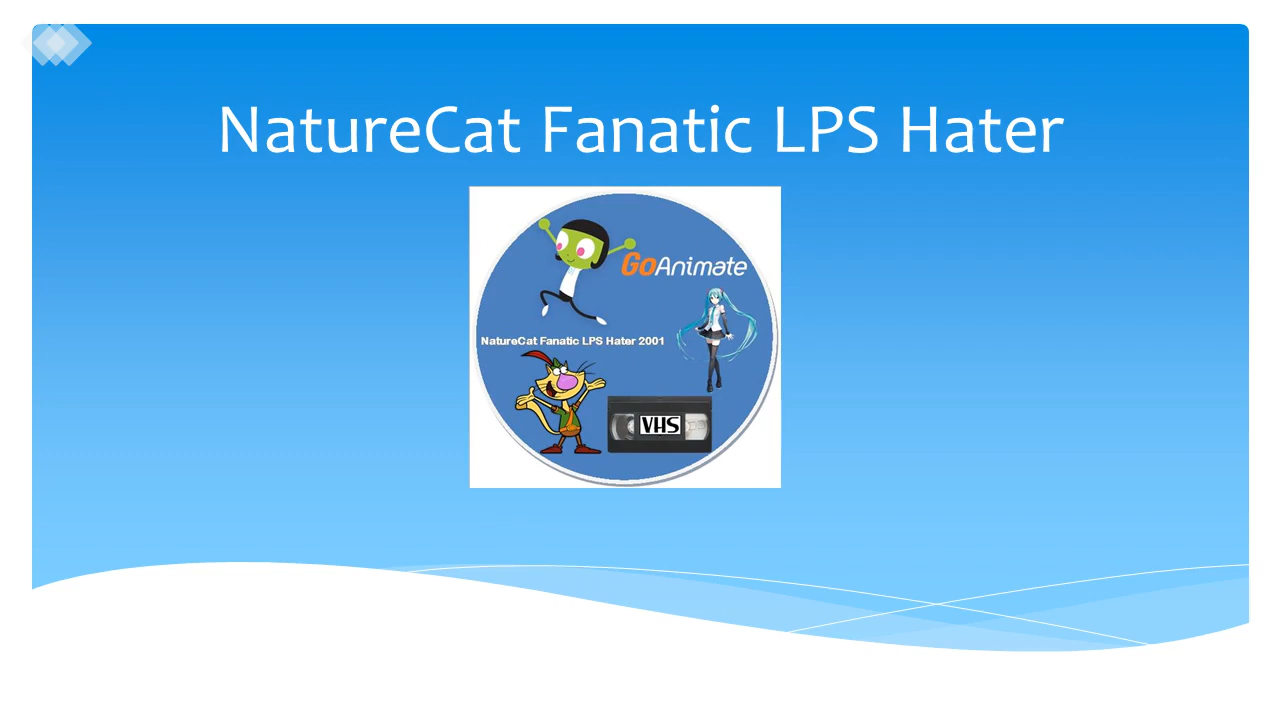 NatureCat Fanatic LPS Hater
GoAnimate
NatureCat Fanatic LPS Hater 2001
VHS